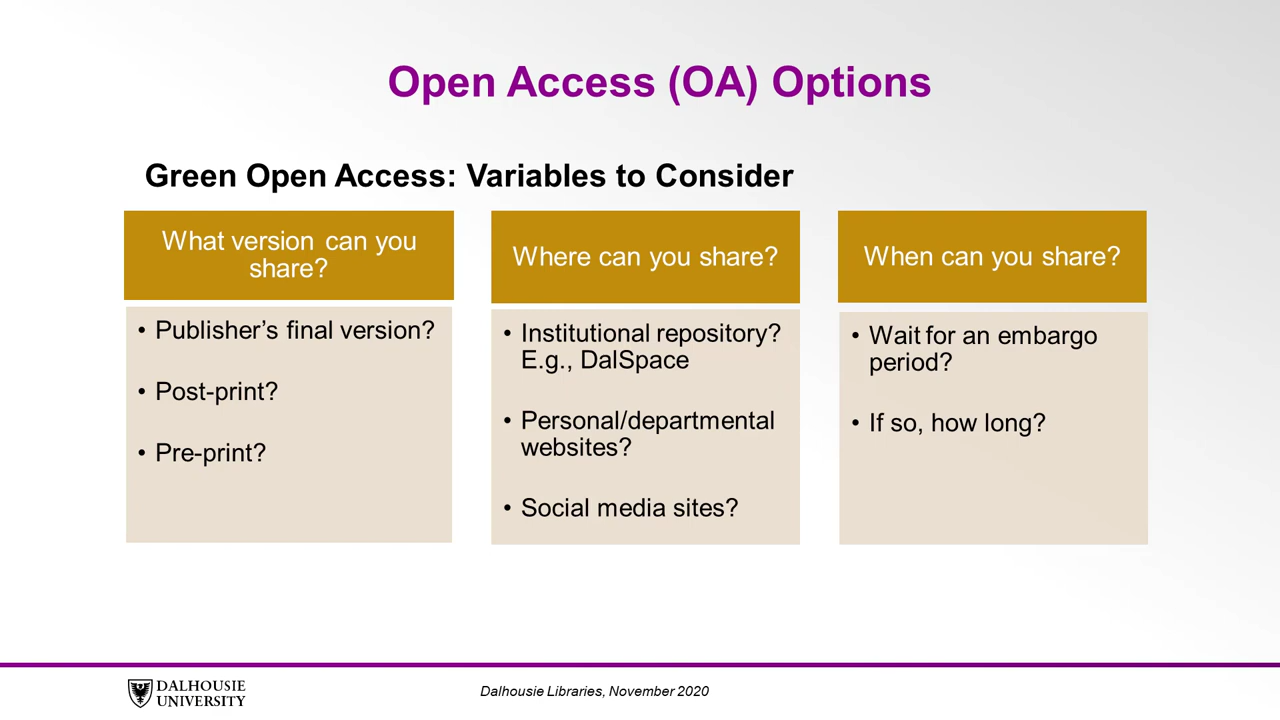 Open Access (OA) Options
Green Open Access: Variables to Consider
What version can you
share?
• Publisher’s final version?
• Post-print?
• Pre-print?
Where can you share?
• Institutional repository?
E.g., DalSpace
• Personal/departmental
websites?
• Social media sites?
When can you share?
• Wait for an embargo
period?
• If so, how long?
DALHOUSIE
UNIVERSITY
Dalhousie Libraries, November 2020